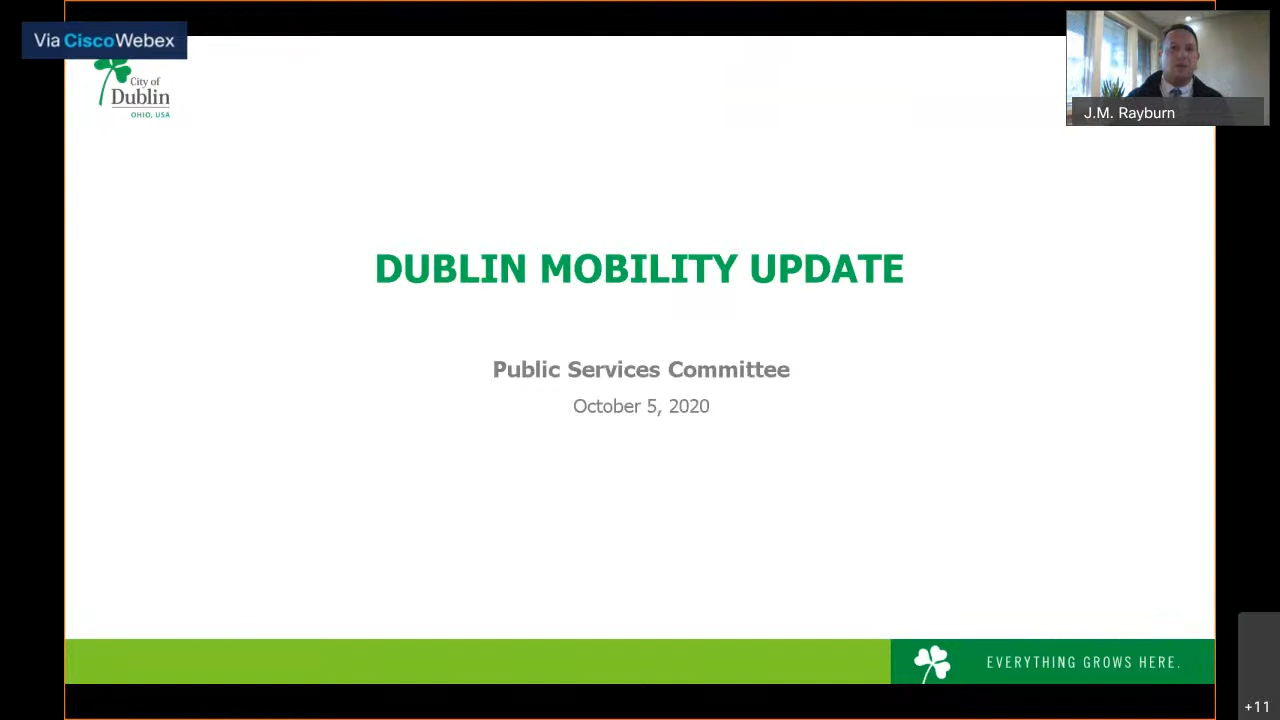 Via CiscoWebex
City of
Dublin
OHIO, USA
J.M. Rayburn
DUBLIN MOBILITY UPDATE
Public Services Committee
October 5, 2020
EVERYTHING GROWS HERE.
+11